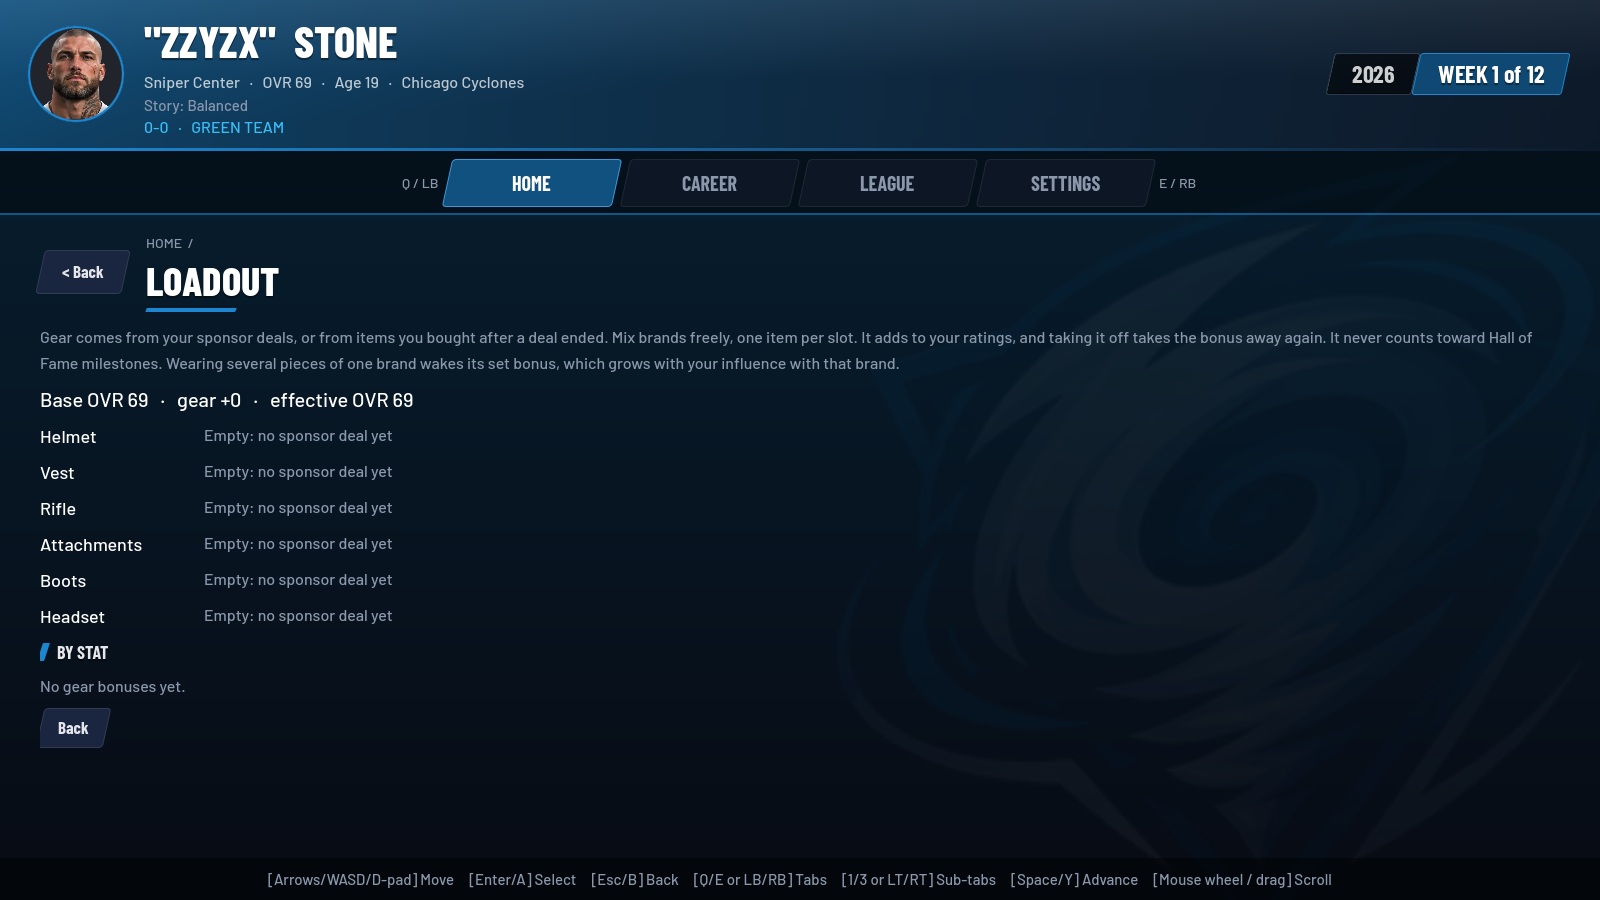 "ZZYZX" STONE
Sniper Center · OVR 69 · Age 19 · Chicago Cyclones
Story: Balanced
0-0 · GREEN TEAM
2026
WEEK 1 of 12
Q / LB
HOME
CAREER
LEAGUE
SETTINGS
E / RB
< Back
HOME /
LOADOUT
Gear comes from your sponsor deals, or from items you bought after a deal ended. Mix brands freely, one item per slot. It adds to your ratings, and taking it off takes the bonus away again. It never counts toward Hall of
Fame milestones. Wearing several pieces of one brand wakes its set bonus, which grows with your influence with that brand.
Base OVR 69 · gear +0 · effective OVR 69
Helmet Empty: no sponsor deal yet
Vest Empty: no sponsor deal yet
Rifle Empty: no sponsor deal yet
Attachments Empty: no sponsor deal yet
Boots Empty: no sponsor deal yet
Headset Empty: no sponsor deal yet
BY STAT
No gear bonuses yet.
Back
[Arrows/WASD/D-pad] Move [Enter/A] Select [Esc/B] Back [Q/E or LB/RB] Tabs [1/3 or LT/RT] Sub-tabs [Space/Y] Advance [Mouse wheel / drag] Scroll